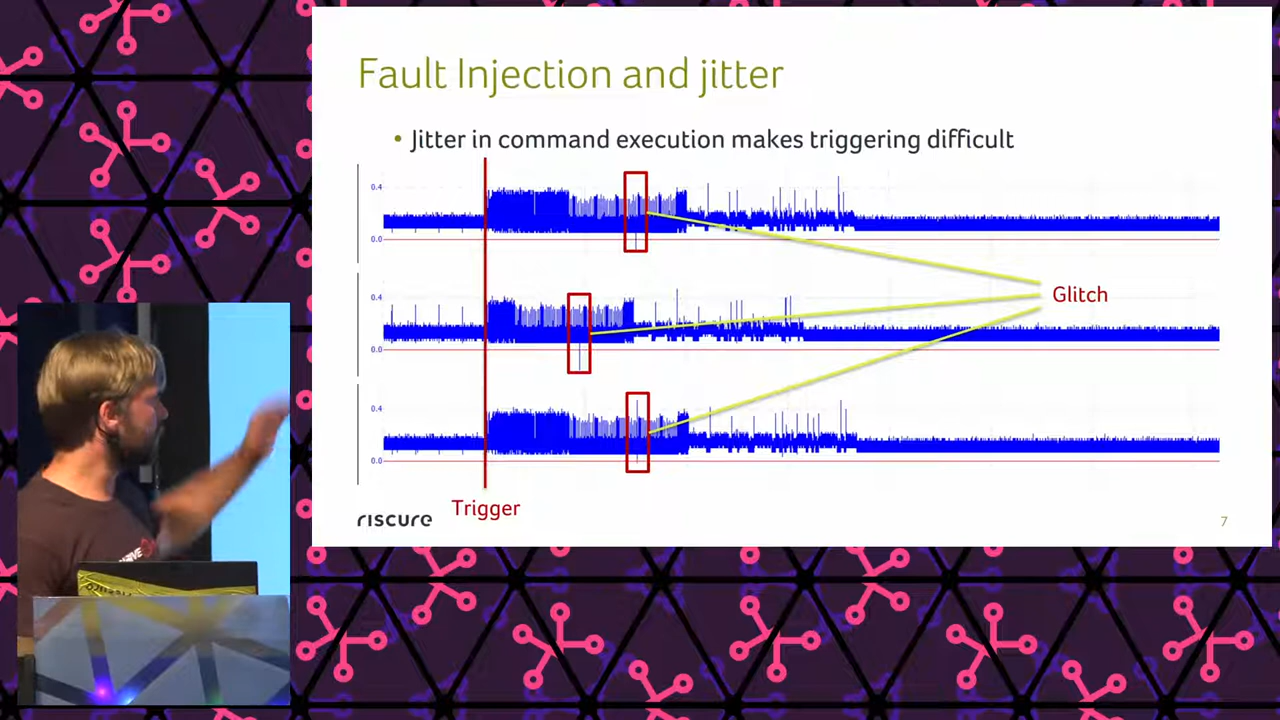 Fault Injection and jitter
• Jitter in command execution makes triggering difficult
0.4
0.0
0.4
0.0
0.4
0.0
Glitch
Trigger
riscure
7